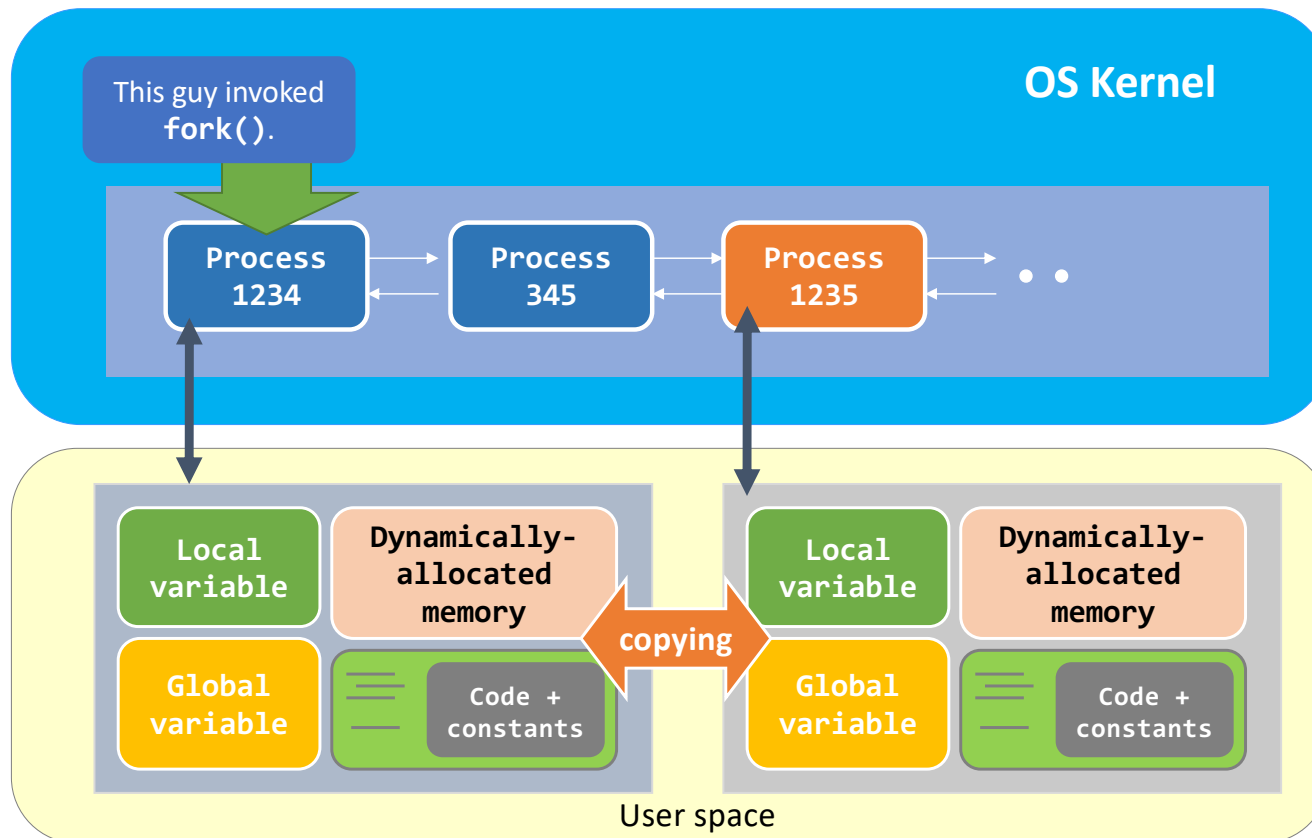 OS Kernel
This guy invoked
fork().
Process
1234
Process
345
Process
1235
Local
variable
Dynamically-
allocated
memory
Global
variable
Code +
constants
copying
Local
variable
Dynamically-
allocated
memory
Global
variable
Code +
constants
User space